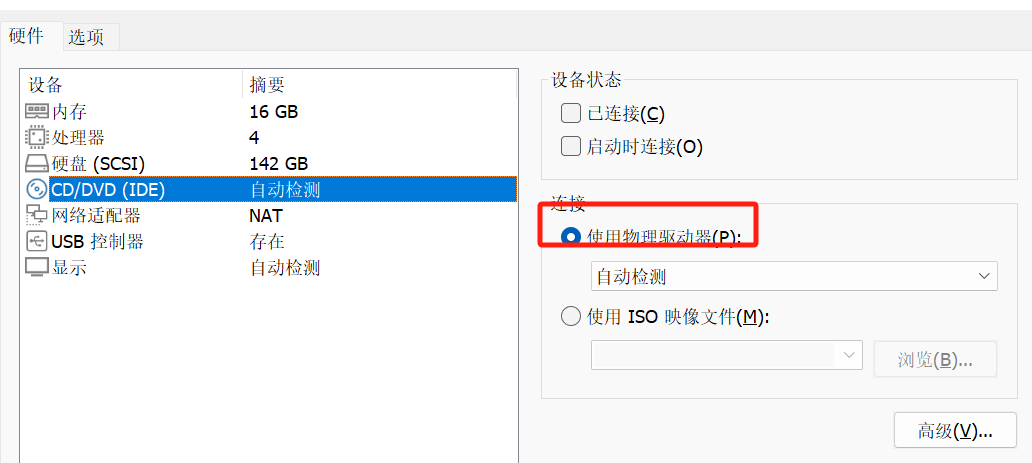 硬件 选项
设备 摘要
内存 16 GB
处理器 4
硬盘 (SCSI) 142 GB
CD/DVD (IDE) 自动检测
网络适配器 NAT
USB 控制器 存在
显示 自动检测
设备状态
已连接(C)
启动时连接(O)
连接
使用物理驱动器(P):
自动检测
使用 ISO 映像文件(M):
浏览(B)...
高级(V)...